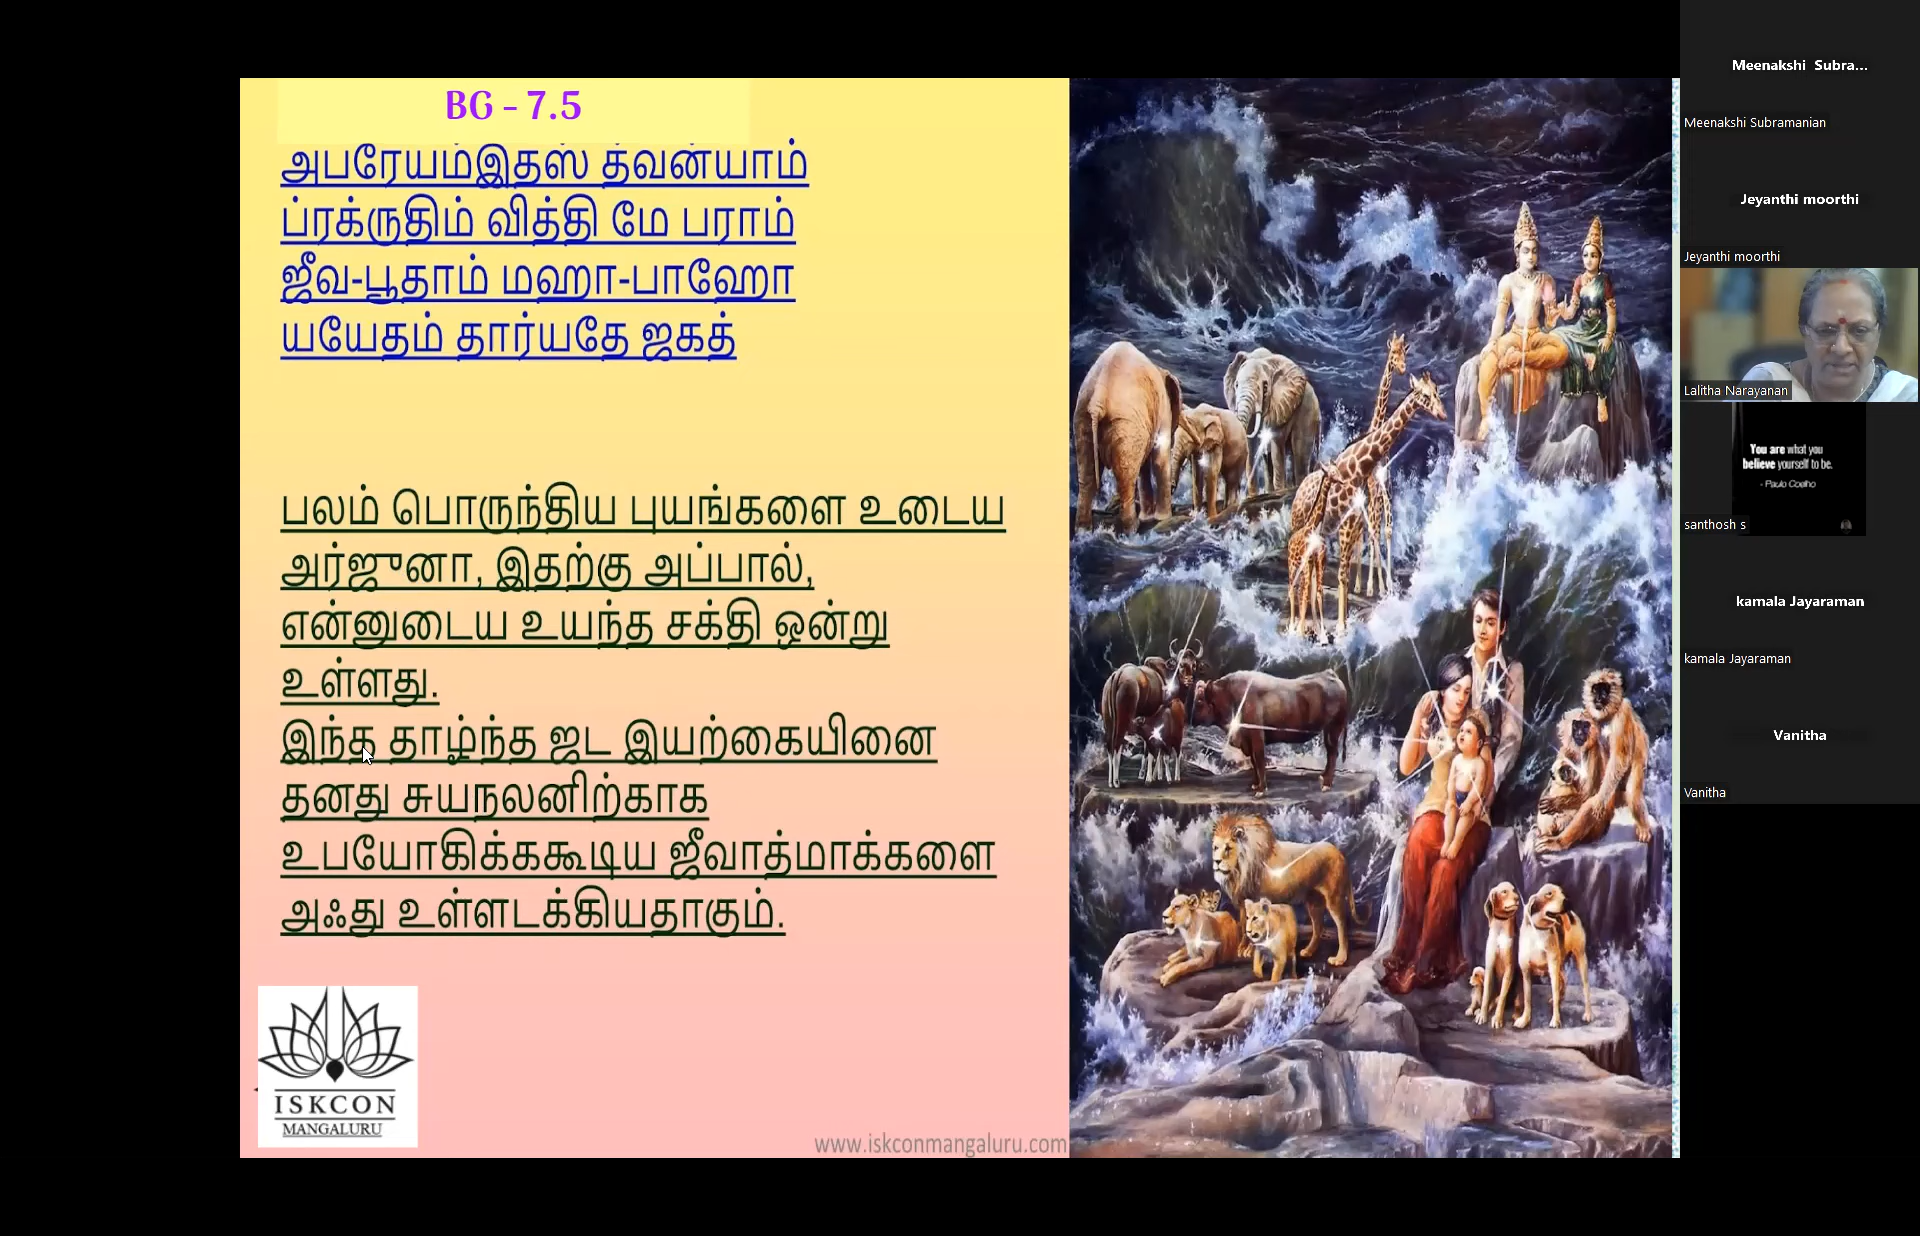 BG - 7.5
அபரேயம்இதஸ் த்வன்யாம்
ப்ரக்ருதிம் வித்தி மே பராம்
ஜீவ-பூதாம் மஹா-பாஹோ
யயேதம் தார்யதே ஜகத்
பலம் பொருந்திய புயங்களை உடைய
அர்ஜுனா, இதற்கு அப்பால்,
என்னுடைய உயந்த சக்தி ஒன்று
உள்ளது.
இந்த தாழ்ந்த ஜட இயற்கையினை
தனது சுயநலனிற்காக
உபயோகிக்ககூடிய ஜீவாத்மாக்களை
அஃது உள்ளடக்கியதாகும்.
ISKCON
MANGALURU
www.iskconmangaluru.com
Meenakshi Subra...
Meenakshi Subramanian
Jeyanthi moorthi
Jeyanthi moorthi
Lalitha Narayanan
You are what you
believe yourself to be.
- Paulo Coelho
santhosh s
kamala Jayaraman
kamala Jayaraman
Vanitha
Vanitha